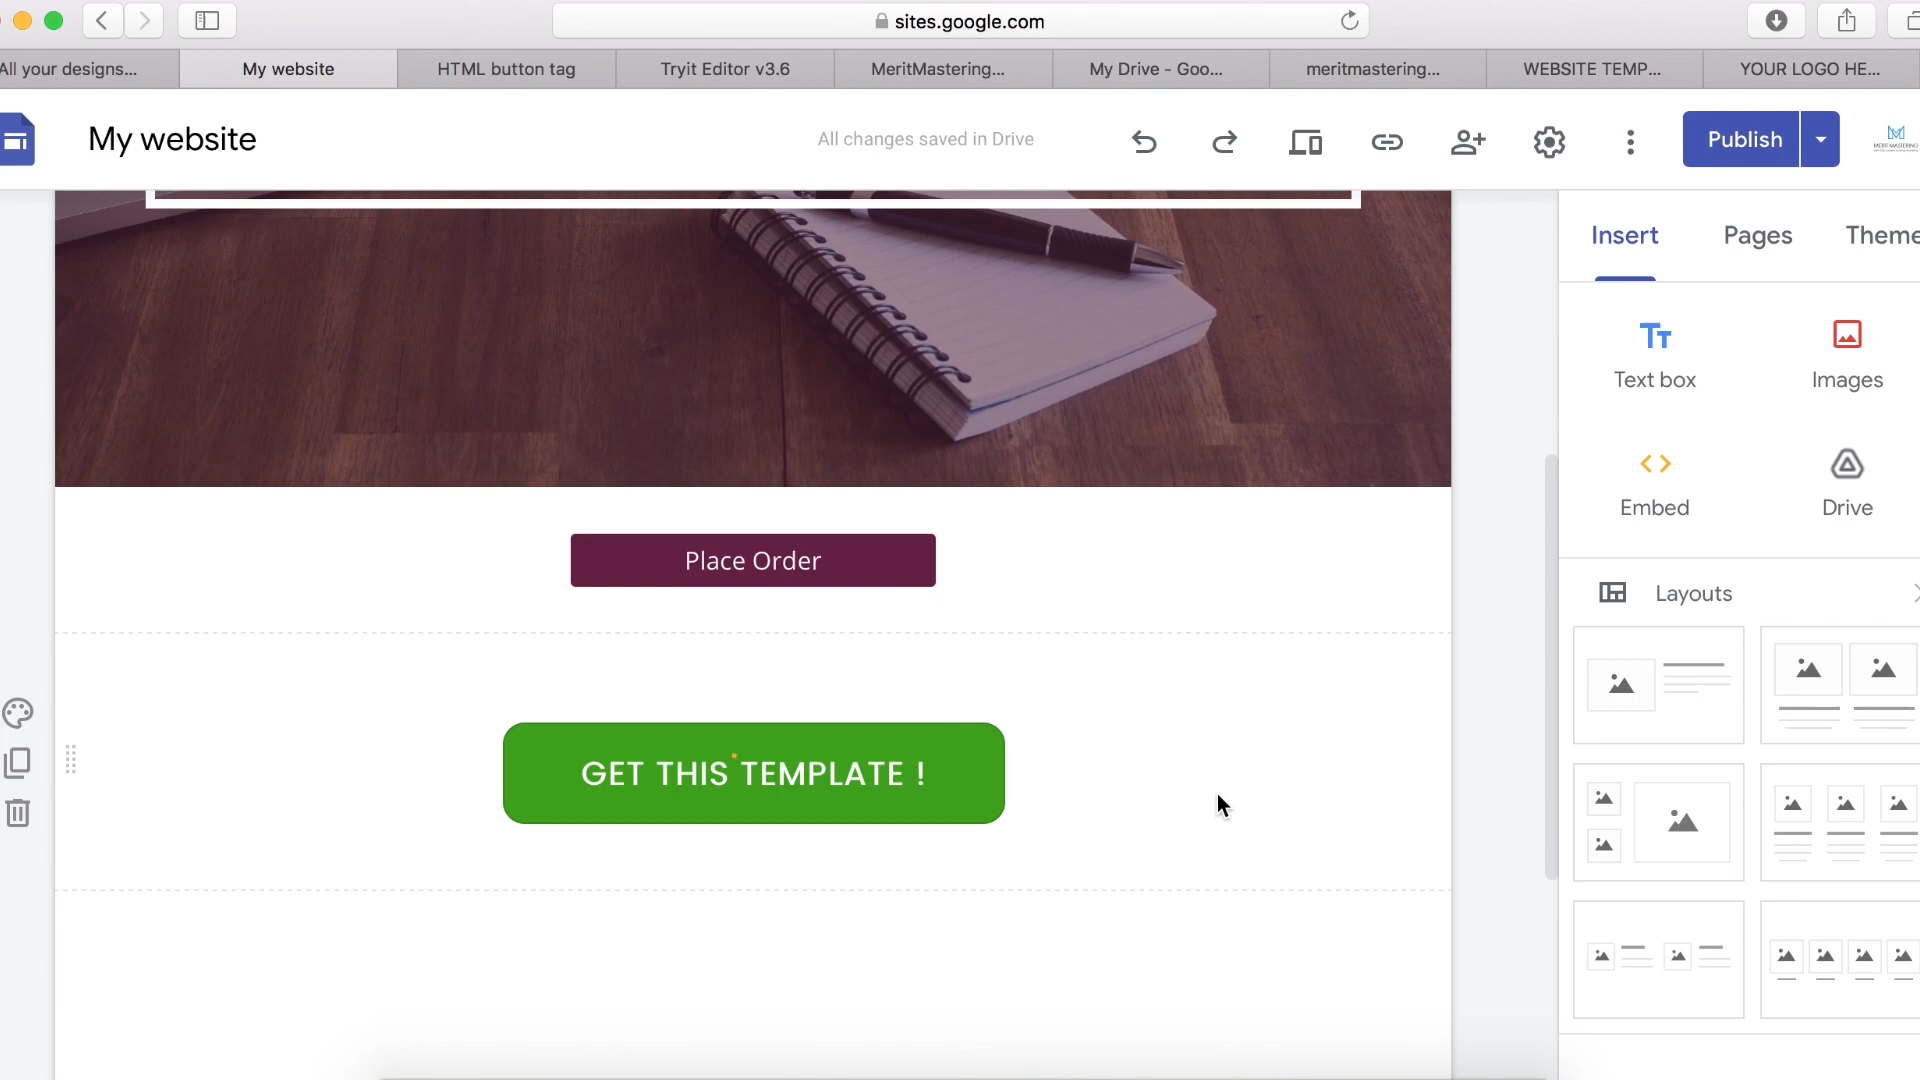 sites.google.com
All your designs...
My website
HTML button tag
Tryit Editor v3.6
MeritMastering...
My Drive - Goo...
meritmastering...
WEBSITE TEMP...
YOUR LOGO HE...
My website
All changes saved in Drive
Publish
MERIT MASTERING
Insert
Pages
Theme
Text box
Images
Embed
Drive
Place Order
Layouts
GET THIS TEMPLATE !